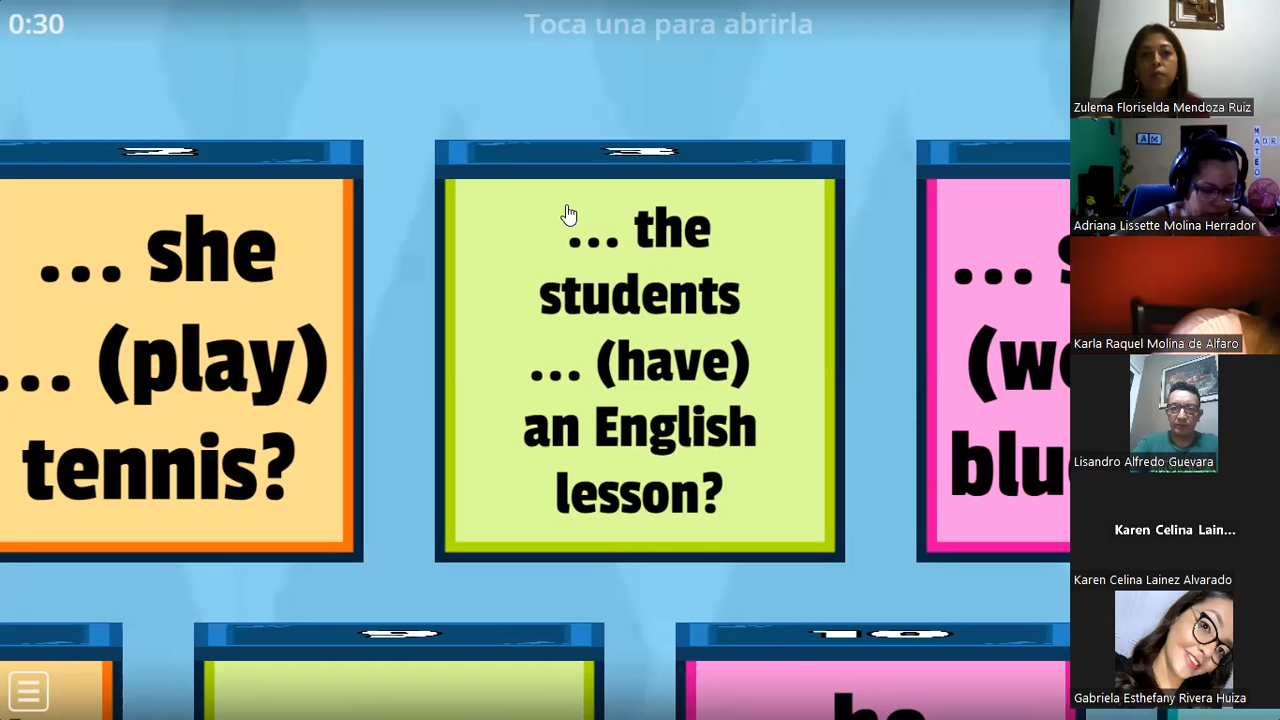 0:30
Toca una para abrirla
... she
... (play)
tennis?
... the
students
... (have)
an English
lesson?
10
Zulema Floriselda Mendoza Ruiz
Adriana Lissette Molina Herrador
Karla Raquel Molina de Alfaro
Lisandro Alfredo Guevara
Karen Celina Lain...
Karen Celina Lainez Alvarado
Gabriela Esthefany Rivera Huiza